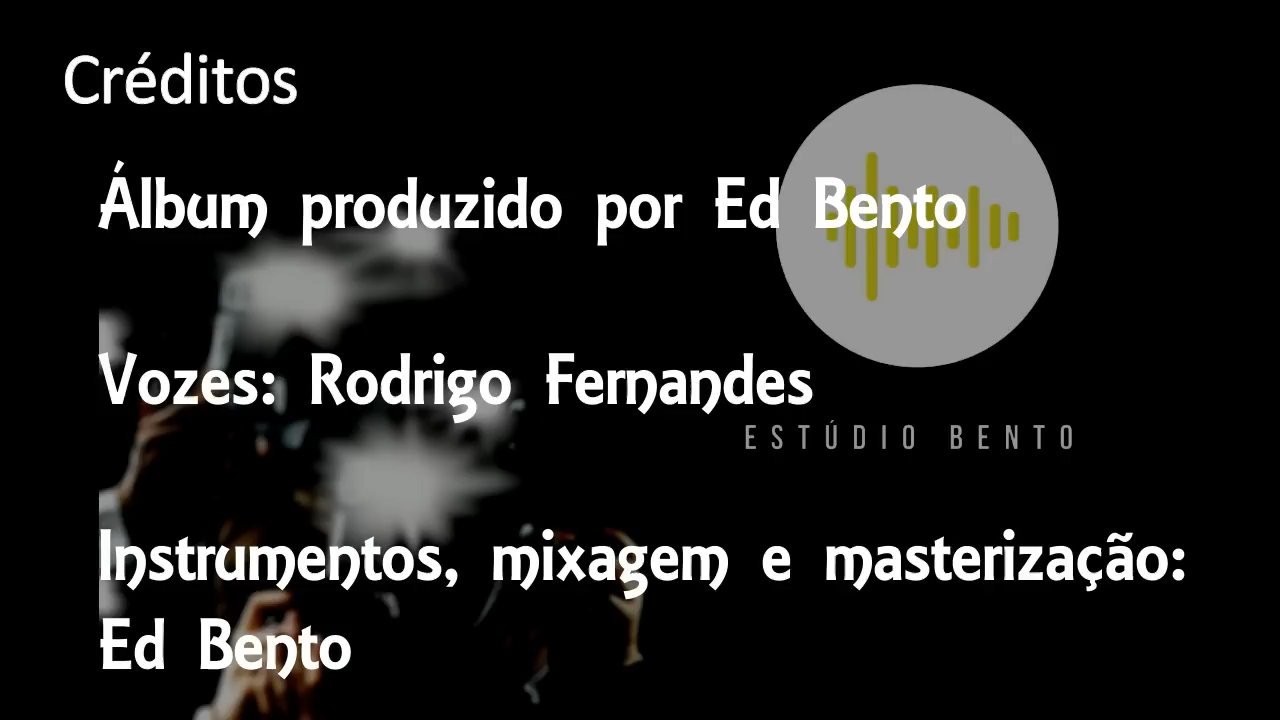 Créditos
Álbum produzido por Ed Bento
Vozes: Rodrigo Fernandes
ESTÚDIO BENTO
Instrumentos, mixagem e masterização:
Ed Bento